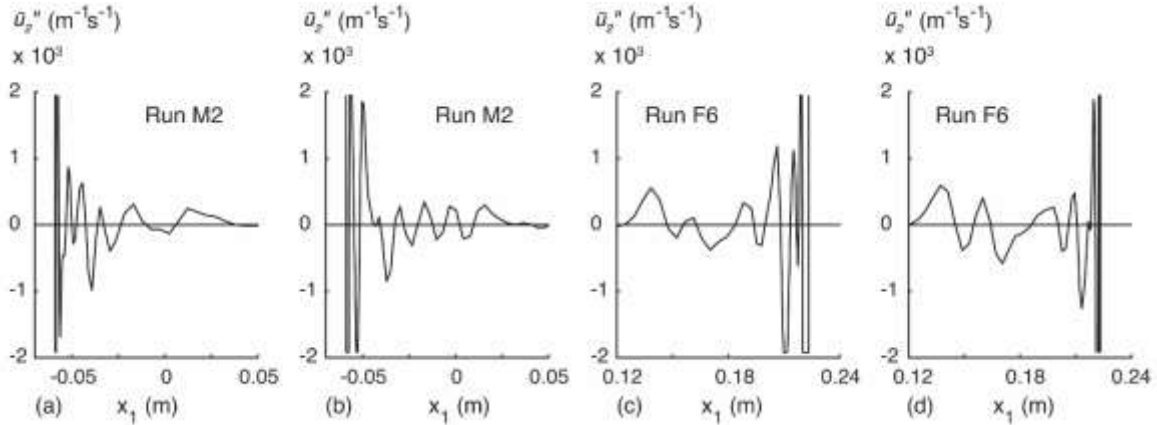 ū₂" (m⁻¹s⁻¹)
x 10³
2
1
0
-1
-2
Run M2
-0.05 0 0.05
(a) x₁ (m)
ū₂" (m⁻¹s⁻¹)
x 10³
2
1
0
-1
-2
Run M2
-0.05 0 0.05
(b) x₁ (m)
ū₂" (m⁻¹s⁻¹)
x 10³
2
1
0
-1
-2
Run F6
0.12 0.18 0.24
(c) x₁ (m)
ū₂" (m⁻¹s⁻¹)
x 10³
2
1
0
-1
-2
Run F6
0.12 0.18 0.24
(d) x₁ (m)